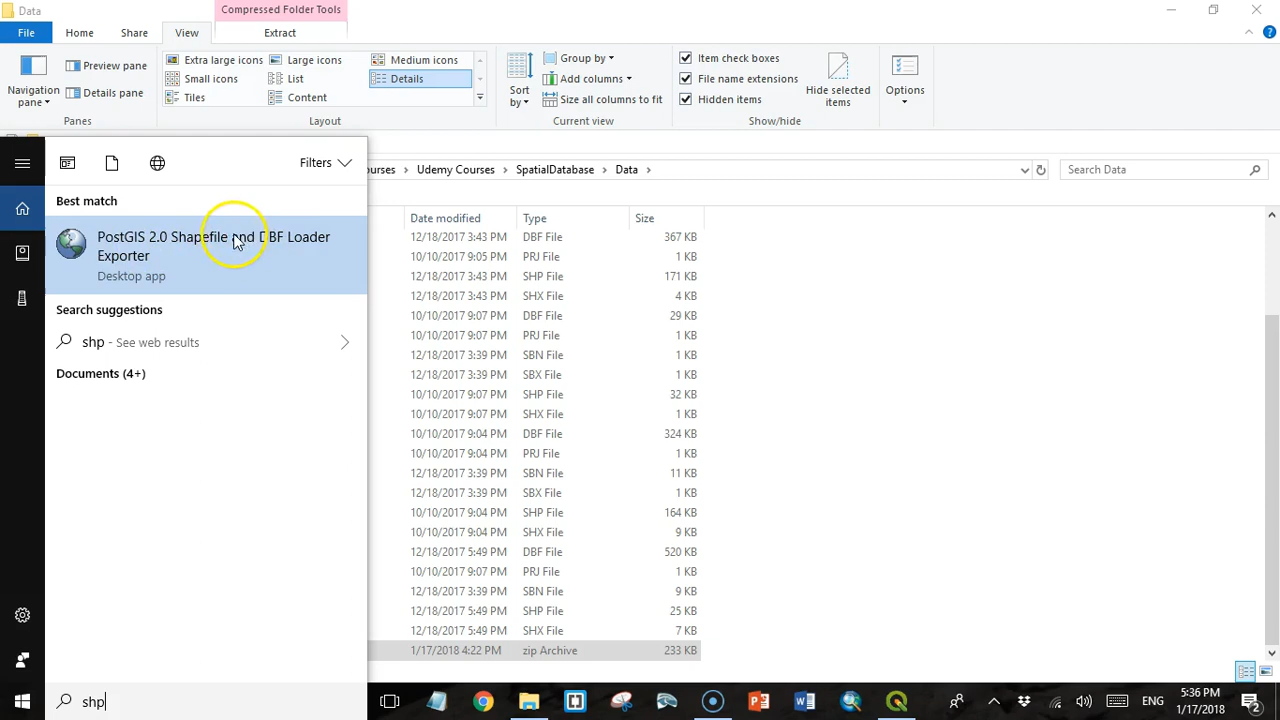 Data
Compressed Folder Tools
File
Home
Share
View
Extract
Navigation pane
Preview pane
Details pane
Panes
Extra large icons
Large icons
Medium icons
Small icons
List
Details
Tiles
Content
Layout
Sort by
Group by
Add columns
Size all columns to fit
Current view
Item check boxes
File name extensions
Hidden items
Show/hide
Hide selected items
Options
ourses > Udemy Courses > SpatialDatabase > Data >
Search Data
Filters
Best match
PostGIS 2.0 Shapefile and DBF Loader
Exporter
Desktop app
Search suggestions
shp - See web results
Documents (4+)
shp
Date modified Type Size
12/18/2017 3:43 PM DBF File 367 KB
10/10/2017 9:05 PM PRJ File 1 KB
12/18/2017 3:43 PM SHP File 171 KB
12/18/2017 3:43 PM SHX File 4 KB
10/10/2017 9:07 PM DBF File 29 KB
10/10/2017 9:07 PM PRJ File 1 KB
12/18/2017 3:39 PM SBN File 1 KB
12/18/2017 3:39 PM SBX File 1 KB
10/10/2017 9:07 PM SHP File 32 KB
10/10/2017 9:07 PM SHX File 1 KB
10/10/2017 9:04 PM DBF File 324 KB
10/10/2017 9:04 PM PRJ File 1 KB
12/18/2017 3:39 PM SBN File 11 KB
12/18/2017 3:39 PM SBX File 1 KB
10/10/2017 9:04 PM SHP File 164 KB
10/10/2017 9:04 PM SHX File 9 KB
12/18/2017 5:49 PM DBF File 520 KB
10/10/2017 9:07 PM PRJ File 1 KB
12/18/2017 3:39 PM SBN File 9 KB
12/18/2017 5:49 PM SHP File 25 KB
12/18/2017 5:49 PM SHX File 7 KB
1/17/2018 4:22 PM zip Archive 233 KB
ENG
5:36 PM
1/17/2018
2